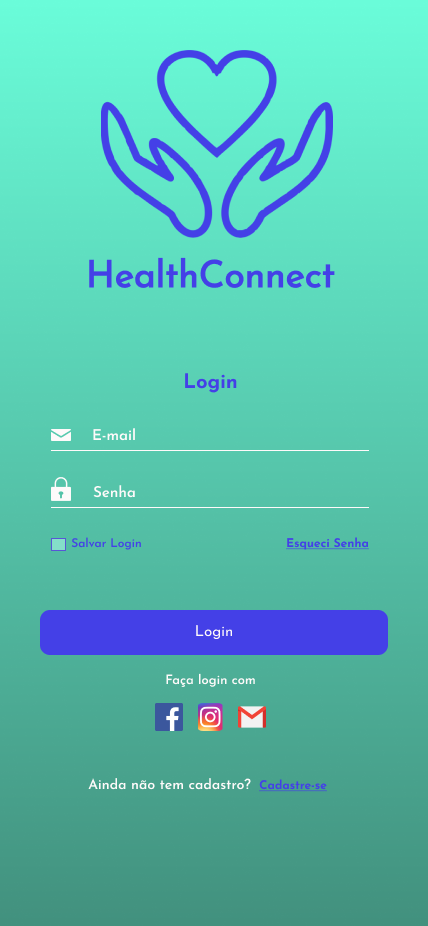 HealthConnect
Login
E-mail
Senha
Salvar Login Esqueci Senha
Login
Faça login com
Ainda não tem cadastro? Cadastre-se